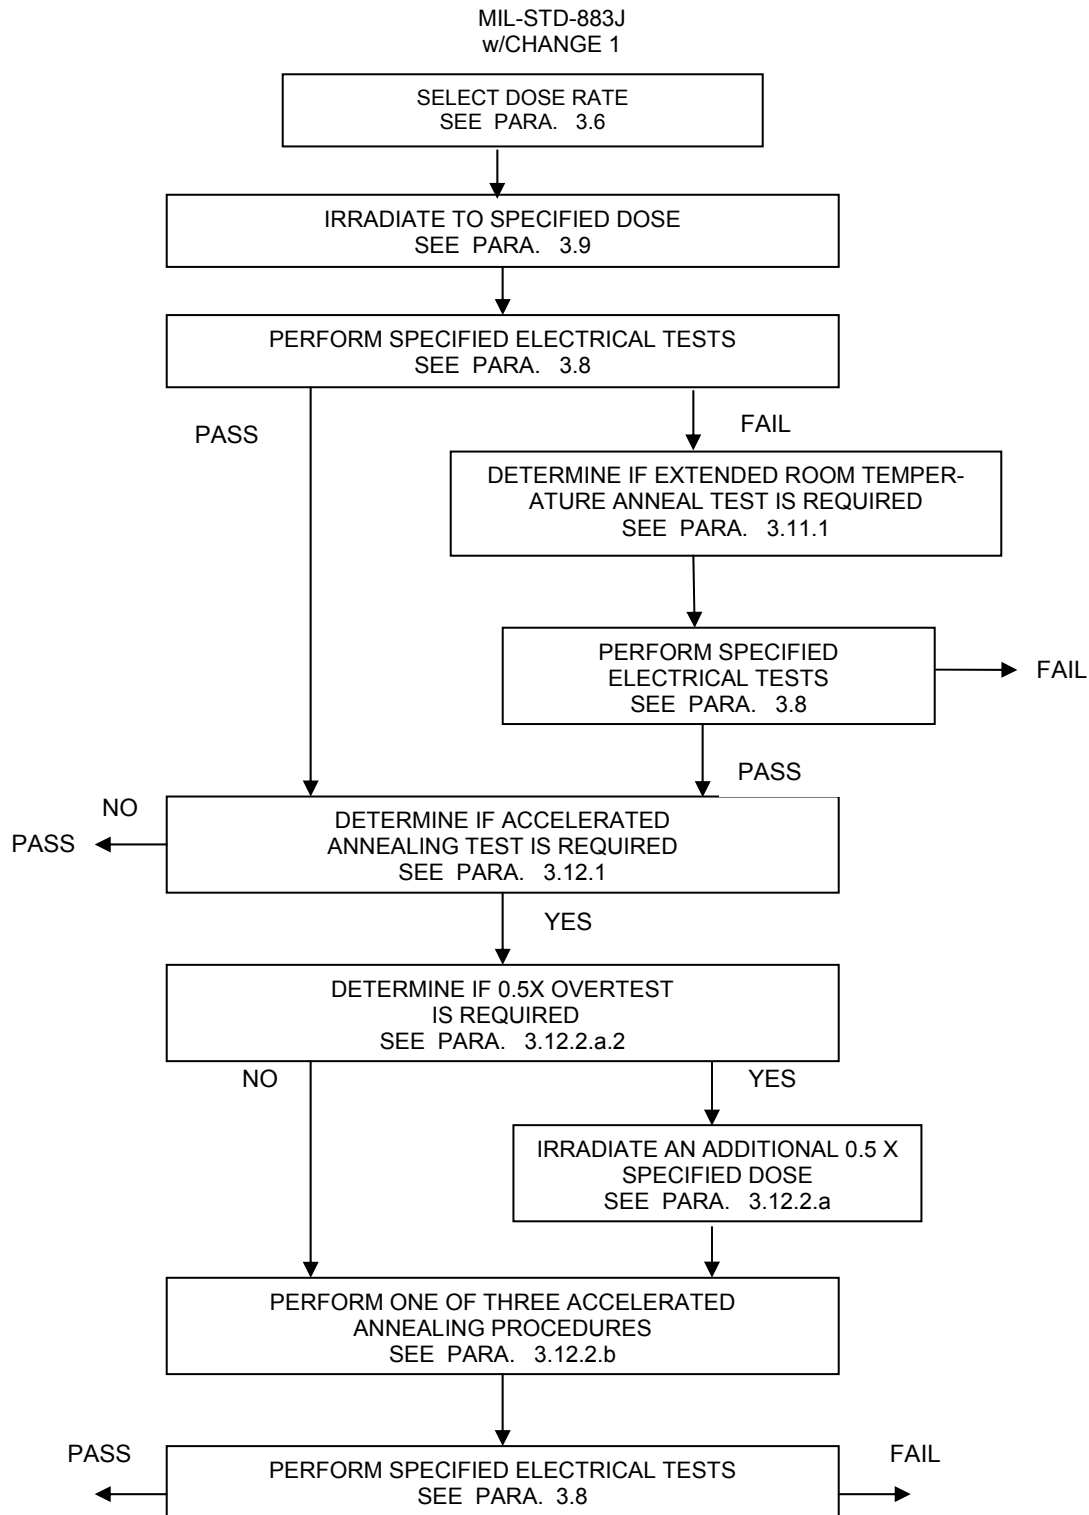 MIL-STD-883J
w/CHANGE 1
SELECT DOSE RATE
SEE PARA. 3.6
IRRADIATE TO SPECIFIED DOSE
SEE PARA. 3.9
PERFORM SPECIFIED ELECTRICAL TESTS
SEE PARA. 3.8
PASS
FAIL
DETERMINE IF EXTENDED ROOM TEMPER-
ATURE ANNEAL TEST IS REQUIRED
SEE PARA. 3.11.1
PERFORM SPECIFIED
ELECTRICAL TESTS
SEE PARA. 3.8
FAIL
PASS
NO
PASS
DETERMINE IF ACCELERATED
ANNEALING TEST IS REQUIRED
SEE PARA. 3.12.1
YES
DETERMINE IF 0.5X OVERTEST
IS REQUIRED
SEE PARA. 3.12.2.a.2
NO
YES
IRRADIATE AN ADDITIONAL 0.5 X
SPECIFIED DOSE
SEE PARA. 3.12.2.a
PERFORM ONE OF THREE ACCELERATED
ANNEALING PROCEDURES
SEE PARA. 3.12.2.b
PASS
FAIL
PERFORM SPECIFIED ELECTRICAL TESTS
SEE PARA. 3.8